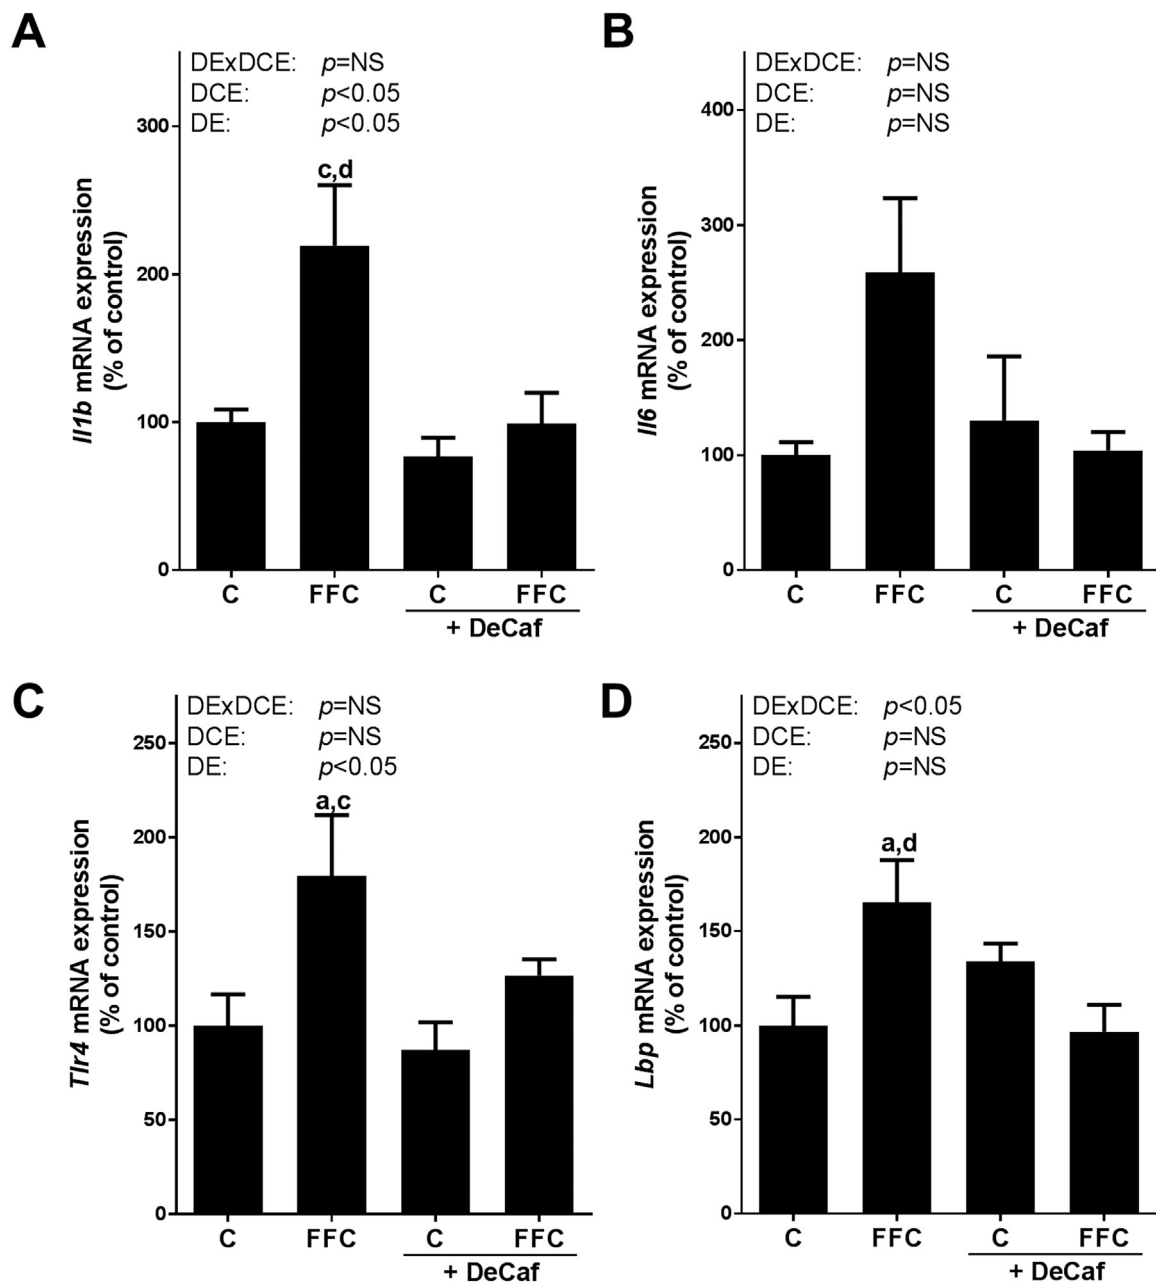 A
DExDCE: p=NS
DCE: p<0.05
DE: p<0.05
Il1b mRNA expression
(% of control)
300
200
100
0
c,d
C FFC C FFC
+ DeCaf
B
DExDCE: p=NS
DCE: p=NS
DE: p=NS
Il6 mRNA expression
(% of control)
400
300
200
100
0
C FFC C FFC
+ DeCaf
C
DExDCE: p=NS
DCE: p=NS
DE: p<0.05
Tlr4 mRNA expression
(% of control)
250
200
150
100
50
0
a,c
C FFC C FFC
+ DeCaf
D
DExDCE: p<0.05
DCE: p=NS
DE: p=NS
Lbp mRNA expression
(% of control)
250
200
150
100
50
0
a,d
C FFC C FFC
+ DeCaf